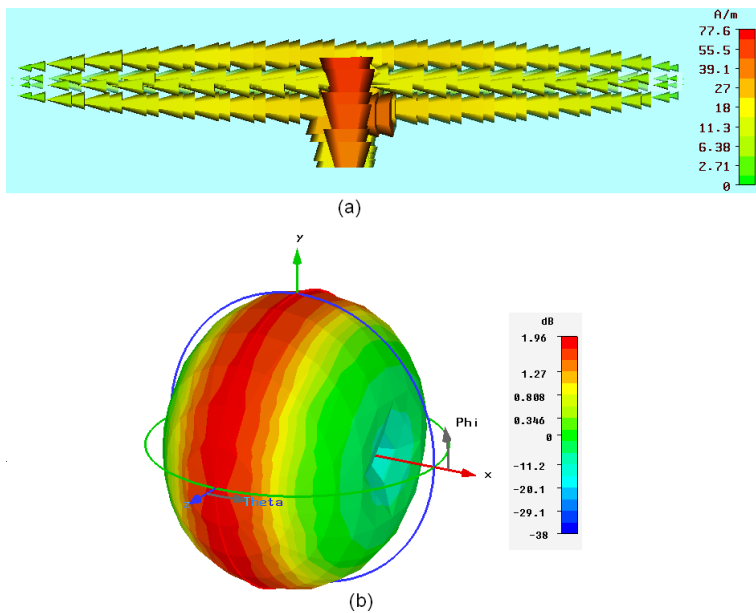 A/m
77.6
55.5
39.1
27
18
11.3
6.38
2.71
0
(a)
y
dB
1.96
1.27
0.808
0.346
0
-11.2
-20.1
-29.1
-38
Phi
x
z
Theta
(b)